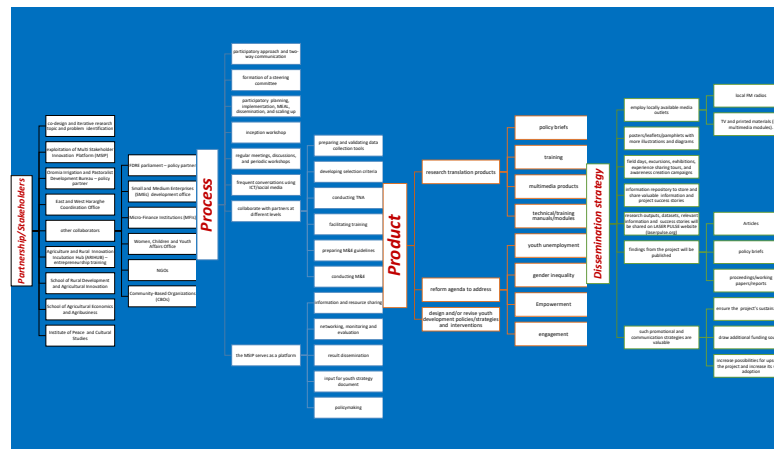 Partnership/Stakeholders
co-design and iterative research
topic and problem identification
exploitation of Multi Stakeholder
Innovation Platform (MSIP)
Oromia Irrigation and Pastoralist
Development Bureau – policy
partner
East and West Hararghe
Coordination Office
other collaborators
Agriculture and Rural Innovation
Incubation Hub (ARIHUB) –
entrepreneurship training
School of Rural Development
and Agricultural Innovation
School of Agricultural Economics
and Agribusiness
Institute of Peace and Cultural
Studies
FDRE parliament – policy partner
Small and Medium Enterprises
(SMEs) development office
Micro-Finance Institutions (MFIs)
Women, Children and Youth
Affairs Office
NGOs
Community-Based Organizations
(CBOs)
Process
participatory approach and two-
way communication
formation of a steering
committee
participatory planning,
implementation, MEAL,
dissemination, and scaling up
inception workshop
regular meetings, discussions,
and periodic workshops
frequent conversations using
ICT/social media
collaborate with partners at
different levels
preparing and validating data
collection tools
developing selection criteria
conducting TNA
facilitating training
preparing M&E guidelines
conducting M&E
the MSIP serves as a platform
information and resource sharing
networking, monitoring and
evaluation
result dissemination
input for youth strategy
document
policymaking
Product
research translation products
policy briefs
training
multimedia products
technical/training
manuals/modules
reform agenda to address
youth unemployment
gender inequality
Empowerment
engagement
design and/or revise youth
development policies/strategies
and interventions
Dissemination strategy
employ locally available media
outlets
local FM radios
TV and printed materials (
multimedia modules).
posters/leaflets/pamphlets with
more illustrations and diagrams
field days, excursions, exhibitions,
experience sharing tours, and
awareness creation campaigns
information repository to store and
share valuable information and
project success stories
research outputs, datasets, relevant
information and success stories will
be shared on LASER PULSE website
(laserpulse.org)
findings from the project will be
published
Articles
policy briefs
proceedings/working
papers/reports
such promotional and
communication strategies are
valuable
ensure the project's sustain
draw additional funding
increase possibilities for
the project and increase its
adoption